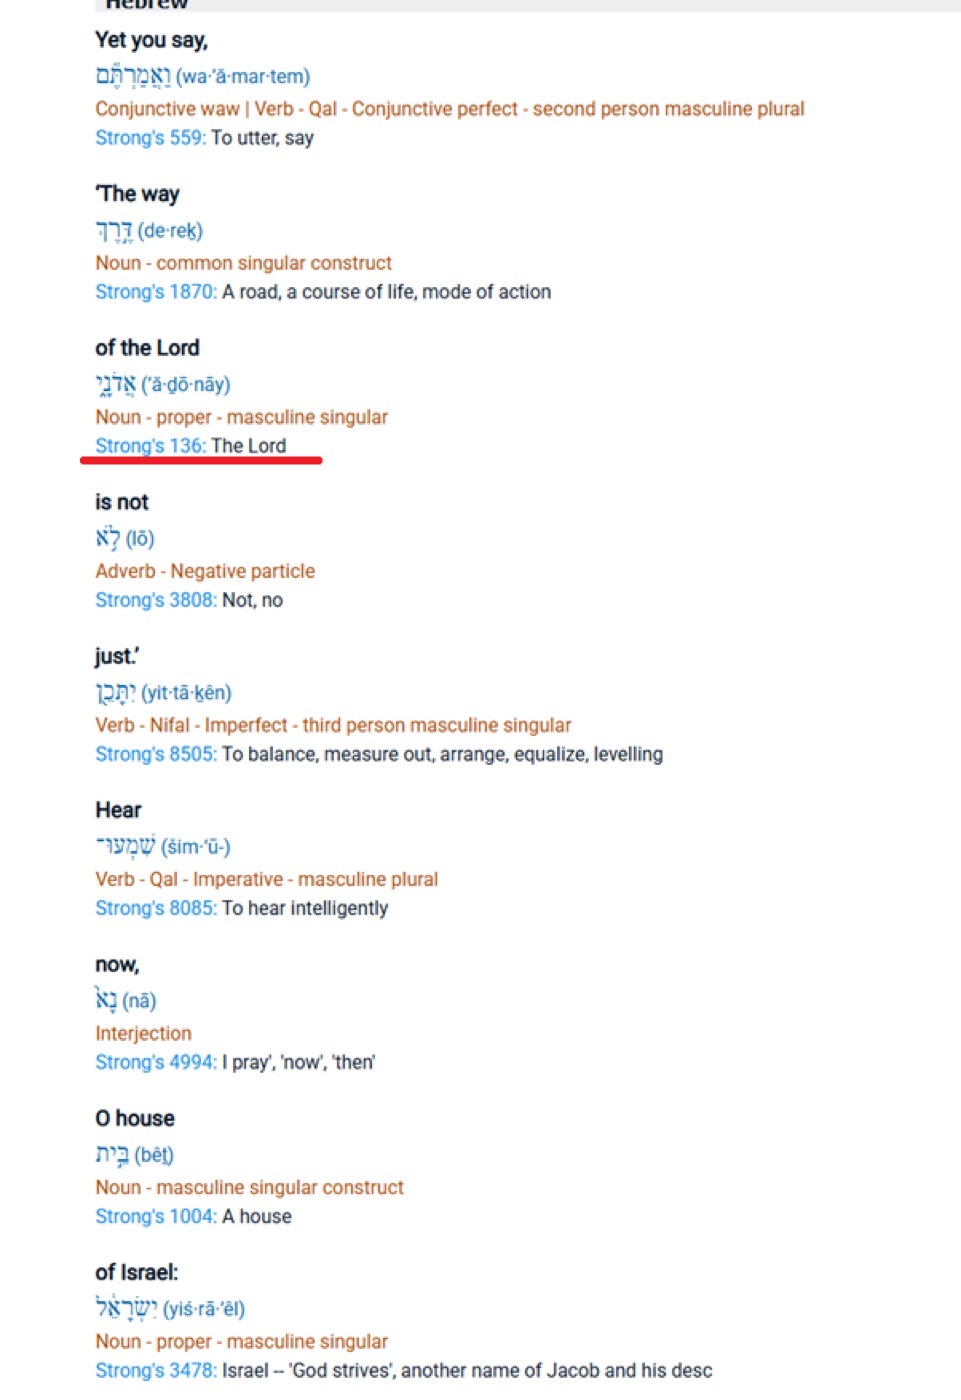 Hebrew
Yet you say,
וַאֲמַרְתֶּ֕ם (wa·’ă·mar·tem)
Conjunctive waw | Verb - Qal - Conjunctive perfect - second person masculine plural
Strong's 559: To utter, say
‘The way
דֶּ֣רֶךְ (de·reḵ)
Noun - common singular construct
Strong's 1870: A road, a course of life, mode of action
of the Lord
אֲדֹנָ֑י (’ă·ḏō·nāy)
Noun - proper - masculine singular
Strong's 136: The Lord
is not
לֹ֥א (lō)
Adverb - Negative particle
Strong's 3808: Not, no
just.’
יִתָּכֵ֖ן (yit·tā·ḵên)
Verb - Nifal - Imperfect - third person masculine singular
Strong's 8505: To balance, measure out, arrange, equalize, levelling
Hear
שִׁמְעוּ־ (šim·‘ū-)
Verb - Qal - Imperative - masculine plural
Strong's 8085: To hear intelligently
now,
נָא֙ (nā)
Interjection
Strong's 4994: I pray', 'now', 'then'
O house
בֵּ֣ית (bêṯ)
Noun - masculine singular construct
Strong's 1004: A house
of Israel:
יִשְׂרָאֵ֔ל (yiś·rā·’êl)
Noun - proper - masculine singular
Strong's 3478: Israel -- 'God strives', another name of Jacob and his desc